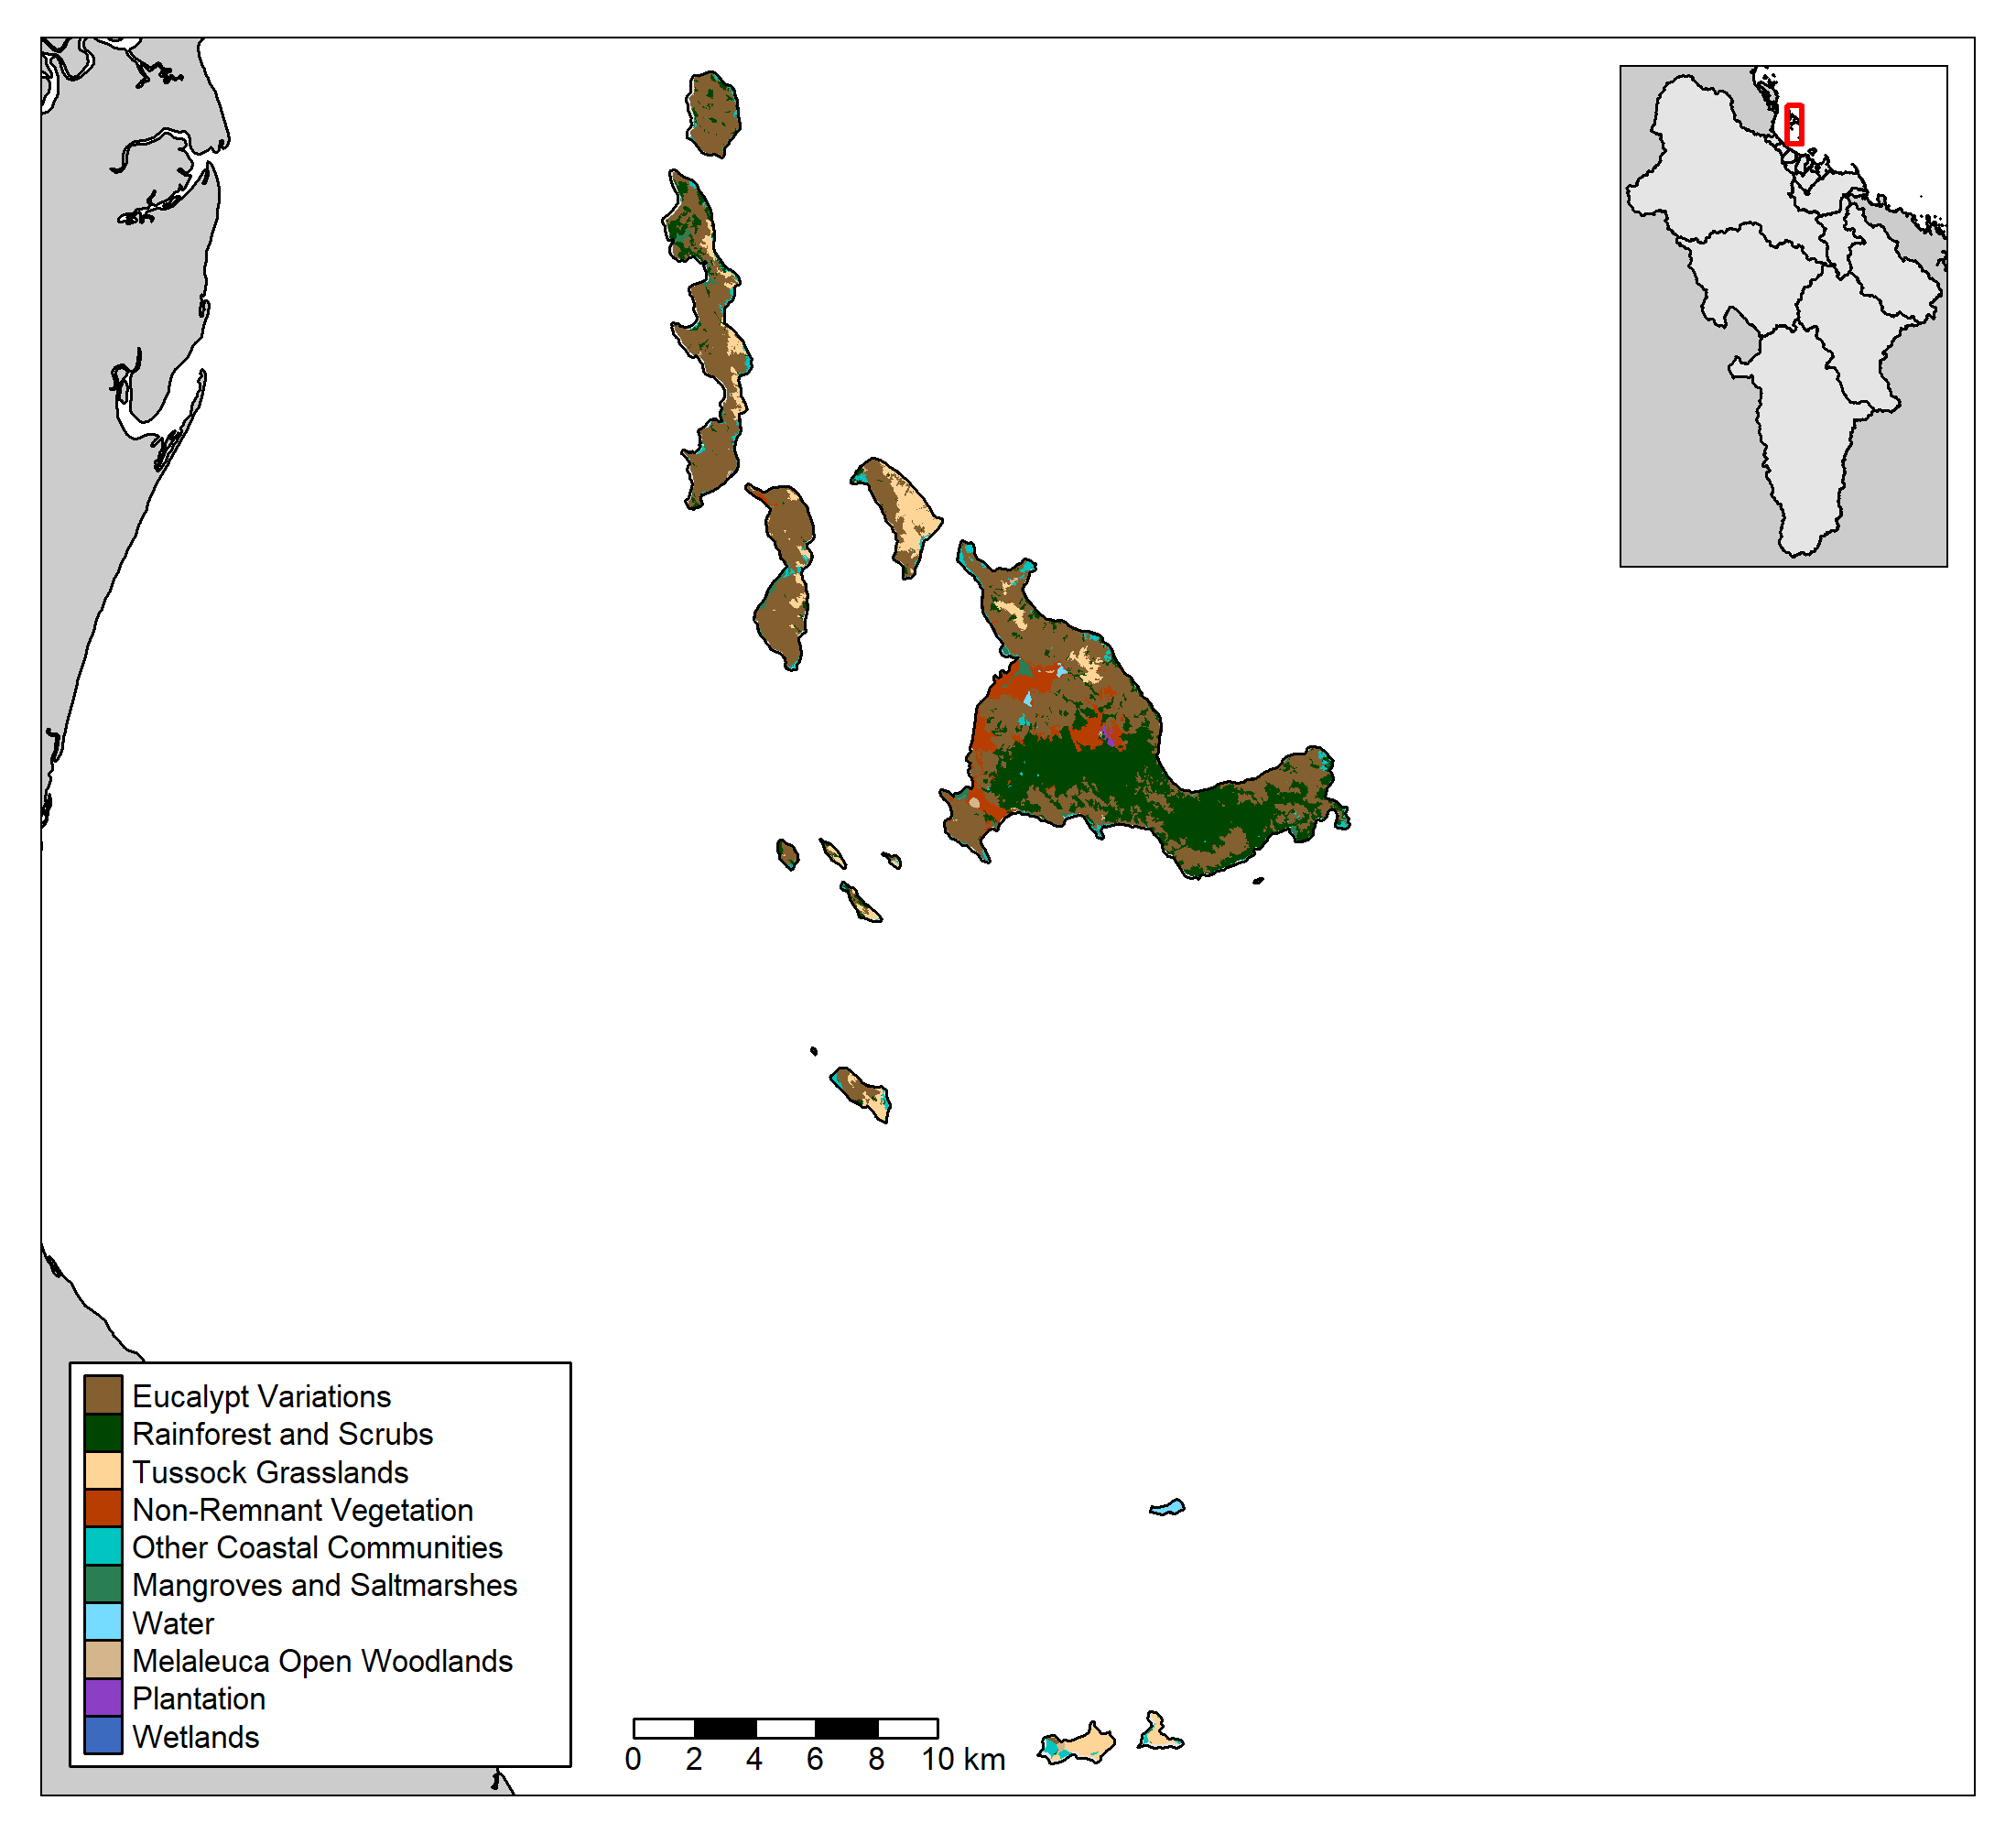 Eucalypt Variations
Rainforest and Scrubs
Tussock Grasslands
Non-Remnant Vegetation
Other Coastal Communities
Mangroves and Saltmarshes
Water
Melaleuca Open Woodlands
Plantation
Wetlands
0 2 4 6 8 10 km